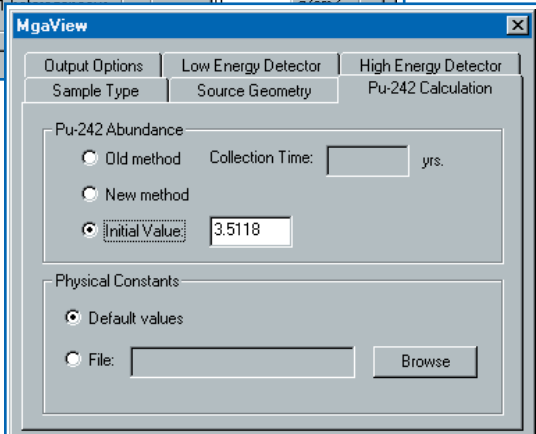 MgaView
Output Options Low Energy Detector High Energy Detector
Sample Type Source Geometry Pu-242 Calculation
Pu-242 Abundance
Old method Collection Time: yrs.
New method
Initial Value: 3.5118
Physical Constants
Default values
File: Browse